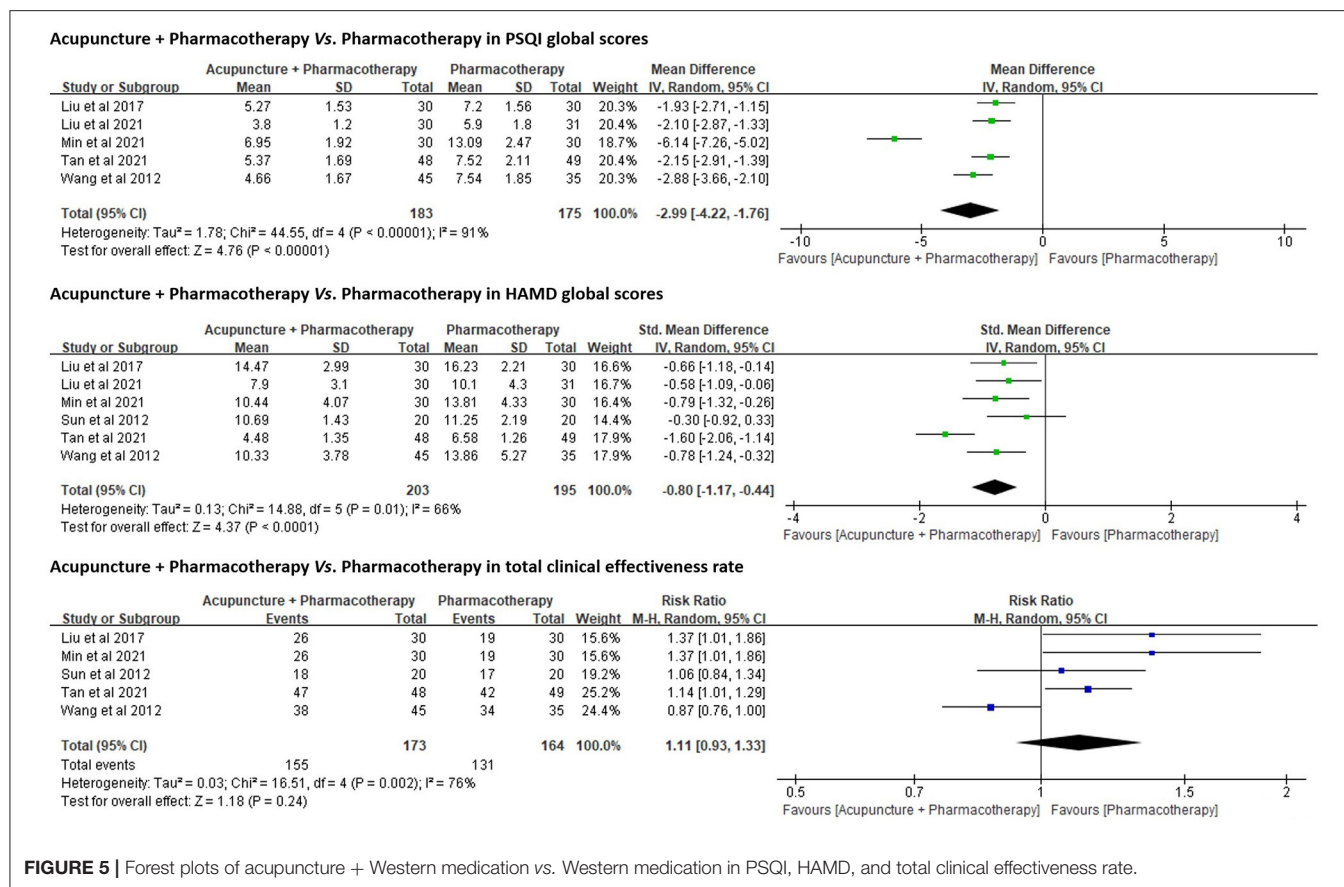 Acupuncture + Pharmacotherapy Vs. Pharmacotherapy in PSQI global scores
Acupuncture + Pharmacotherapy Pharmacotherapy Mean Difference Mean Difference
Study or Subgroup Mean SD Total Mean SD Total Weight IV, Random, 95% CI IV, Random, 95% CI
Liu et al 2017 5.27 1.53 30 7.2 1.56 30 20.3% -1.93 [-2.71, -1.15]
Liu et al 2021 3.8 1.2 30 5.9 1.8 31 20.4% -2.10 [-2.87, -1.33]
Min et al 2021 6.95 1.92 30 13.09 2.47 30 18.7% -6.14 [-7.26, -5.02]
Tan et al 2021 5.37 1.69 48 7.52 2.11 49 20.4% -2.15 [-2.91, -1.39]
Wang et al 2012 4.66 1.67 45 7.54 1.85 35 20.3% -2.88 [-3.66, -2.10]
Total (95% CI) 183 175 100.0% -2.99 [-4.22, -1.76]
Heterogeneity: Tau² = 1.78; Chi² = 44.55, df = 4 (P < 0.00001); I² = 91%
Test for overall effect: Z = 4.76 (P < 0.00001)
-10 -5 0 5 10
Favours [Acupuncture + Pharmacotherapy] Favours [Pharmacotherapy]
Acupuncture + Pharmacotherapy Vs. Pharmacotherapy in HAMD global scores
Acupuncture + Pharmacotherapy Pharmacotherapy Std. Mean Difference Std. Mean Difference
Study or Subgroup Mean SD Total Mean SD Total Weight IV, Random, 95% CI IV, Random, 95% CI
Liu et al 2017 14.47 2.99 30 16.23 2.21 30 16.6% -0.66 [-1.18, -0.14]
Liu et al 2021 7.9 3.1 30 10.1 4.3 31 16.7% -0.58 [-1.09, -0.06]
Min et al 2021 10.44 4.07 30 13.81 4.33 30 16.4% -0.79 [-1.32, -0.26]
Sun et al 2012 10.69 1.43 20 11.25 2.19 20 14.4% -0.30 [-0.92, 0.33]
Tan et al 2021 4.48 1.35 48 6.58 1.26 49 17.9% -1.60 [-2.06, -1.14]
Wang et al 2012 10.33 3.78 45 13.86 5.27 35 17.9% -0.78 [-1.24, -0.32]
Total (95% CI) 203 195 100.0% -0.80 [-1.17, -0.44]
Heterogeneity: Tau² = 0.13; Chi² = 14.88, df = 5 (P = 0.01); I² = 66%
Test for overall effect: Z = 4.37 (P < 0.0001)
-4 -2 0 2 4
Favours [Acupuncture + Pharmacotherapy] Favours [Pharmacotherapy]
Acupuncture + Pharmacotherapy Vs. Pharmacotherapy in total clinical effectiveness rate
Acupuncture + Pharmacotherapy Pharmacotherapy Risk Ratio Risk Ratio
Study or Subgroup Events Total Events Total Weight M-H, Random, 95% CI M-H, Random, 95% CI
Liu et al 2017 26 30 19 30 15.6% 1.37 [1.01, 1.86]
Min et al 2021 26 30 19 30 15.6% 1.37 [1.01, 1.86]
Sun et al 2012 18 20 17 20 19.2% 1.06 [0.84, 1.34]
Tan et al 2021 47 48 42 49 25.2% 1.14 [1.01, 1.29]
Wang et al 2012 38 45 34 35 24.4% 0.87 [0.76, 1.00]
Total (95% CI) 173 164 100.0% 1.11 [0.93, 1.33]
Total events 155 131
Heterogeneity: Tau² = 0.03; Chi² = 16.51, df = 4 (P = 0.002); I² = 76%
Test for overall effect: Z = 1.18 (P = 0.24)
0.5 0.7 1 1.5 2
Favours [Acupuncture + Pharmacotherapy] Favours [Pharmacotherapy]
FIGURE 5 | Forest plots of acupuncture + Western medication vs. Western medication in PSQI, HAMD, and total clinical effectiveness rate.